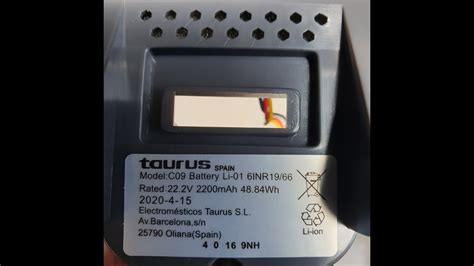 taurus SPAIN
Model:C09 Battery Li-01 6INR19/66
Rated:22.2V 2200mAh 48.84Wh
2020-4-15
Electromésticos Taurus S.L.
Av.Barcelona,s/n
25790 Oliana(Spain)
Li-ion
4 0 16 9NH